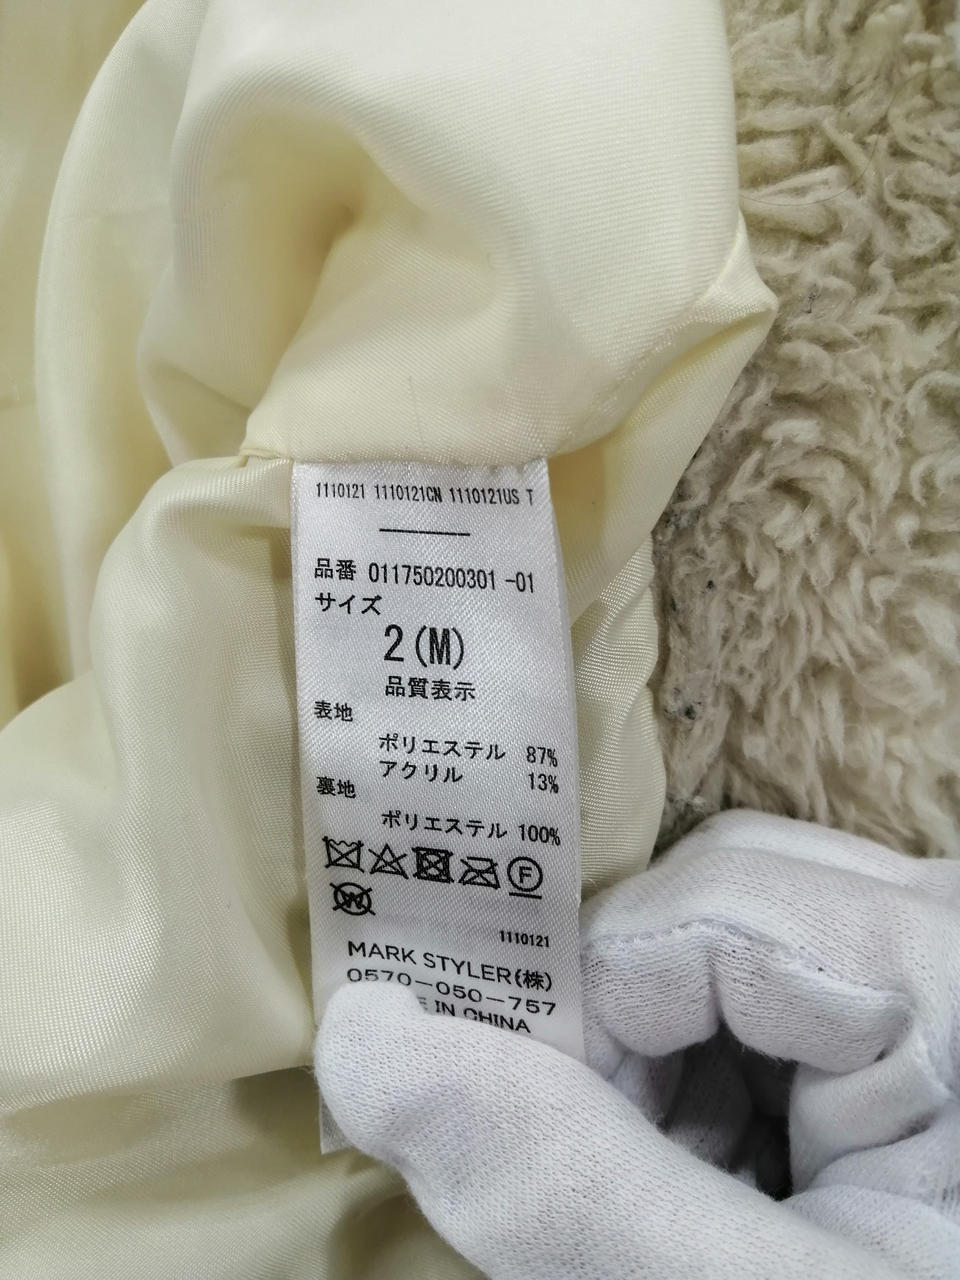 1110121 1110121CN 1110121US T
品番 011750200301 -01
サイズ
2(M)
品質表示
表地
ポリエステル 87%
アクリル 13%
裏地
ポリエステル 100%
F
W
1110121
MARK STYLER(株)
0570-050-757
IN CHINA